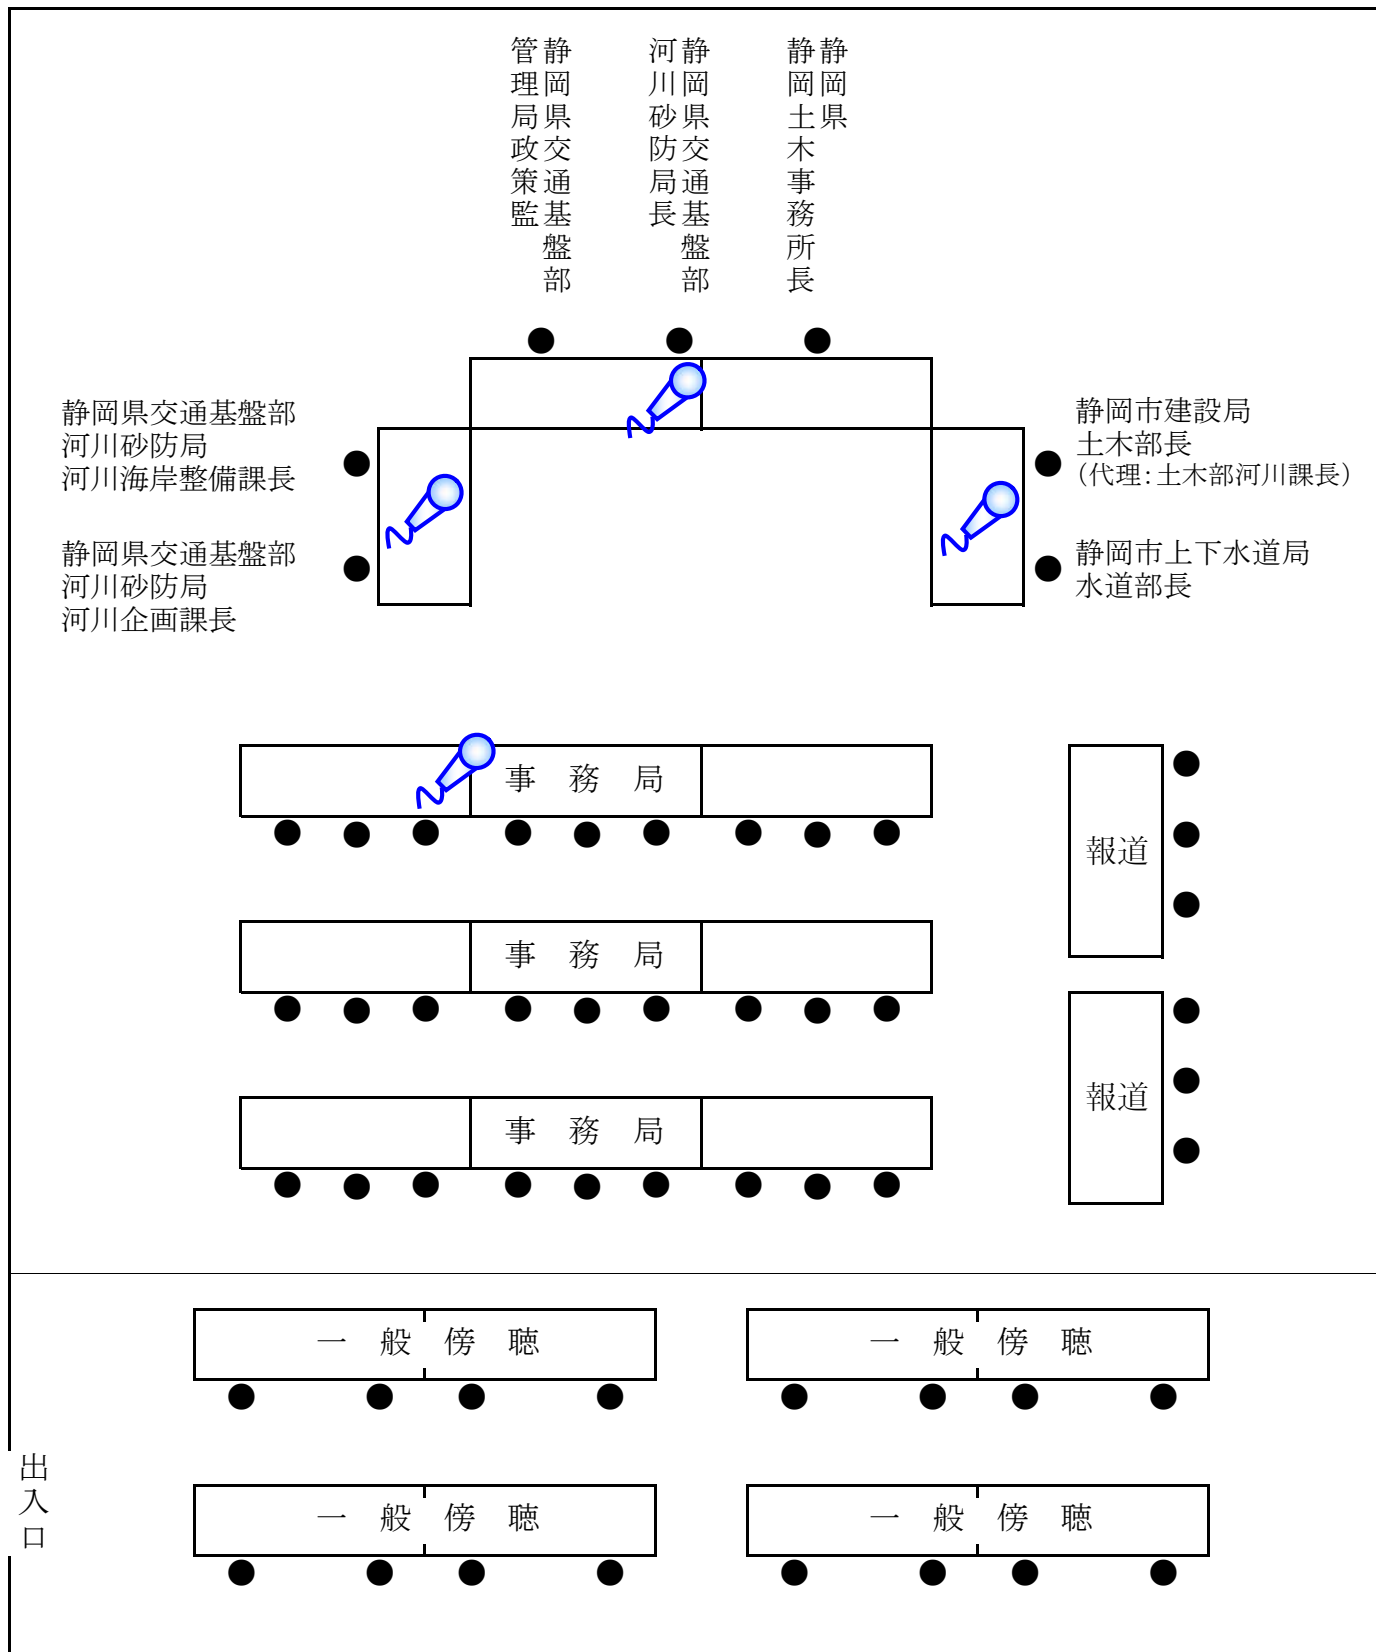 静岡県交通基盤部
管理局政策監
静岡県交通基盤部
河川砂防局長
静岡県
静岡土木事務所長
静岡県交通基盤部
河川砂防局
河川海岸整備課長
静岡県交通基盤部
河川砂防局
河川企画課長
静岡市建設局
土木部長
（代理：土木部河川課長）
静岡市上下水道局
水道部長
事　務　局
報道
事　務　局
報道
事　務　局
一　般　傍　聴
一　般　傍　聴
出入口
一　般　傍　聴
一　般　傍　聴